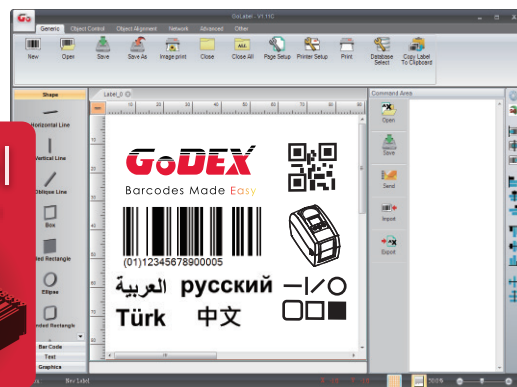 GoLabel - V1.11C
Go
Generic Object Control Object Alignment Network Advanced Other
New Open Save Save As Image print Close Close All Page Setup Printer Setup Print Database Select Copy Label To Clipboard
ALL
Shape
Label_0
Command Area
Horizontal Line
Vertical Line
Oblique Line
Box
Ellipse
Bar Code
Text
Graphics
GODEX
Barcodes Made Easy
(01)12345678900005
العربية русский
Türk 中文
Open
Save
Send
Import
Export
New Label